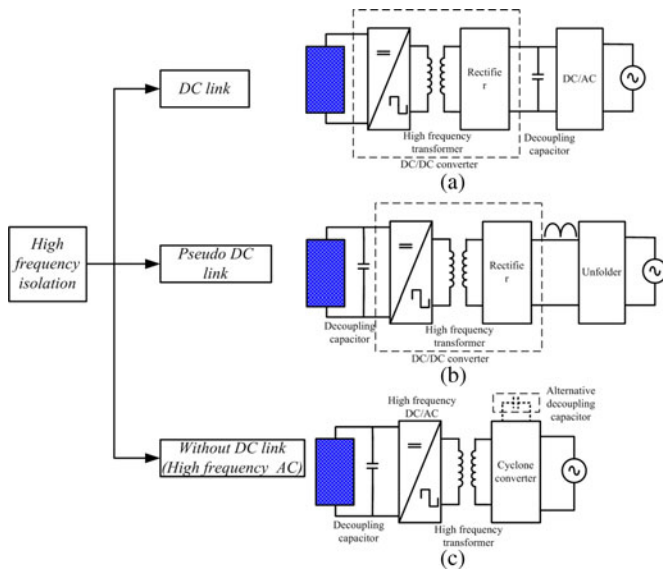 DC link
Rectifie
r
DC/AC
High frequency
transformer
Decoupling
capacitor
DC/DC converter
(a)
High
frequency
isolation
Pseudo DC
link
Rectifie
r
Unfolder
Decoupling
capacitor
High frequency
transformer
DC/DC converter
(b)
Alternative
decoupling
capacitor
High frequency
DC/AC
Without DC link
(High frequency AC)
Cyclone
converter
Decoupling
capacitor
High frequency
transformer
(c)